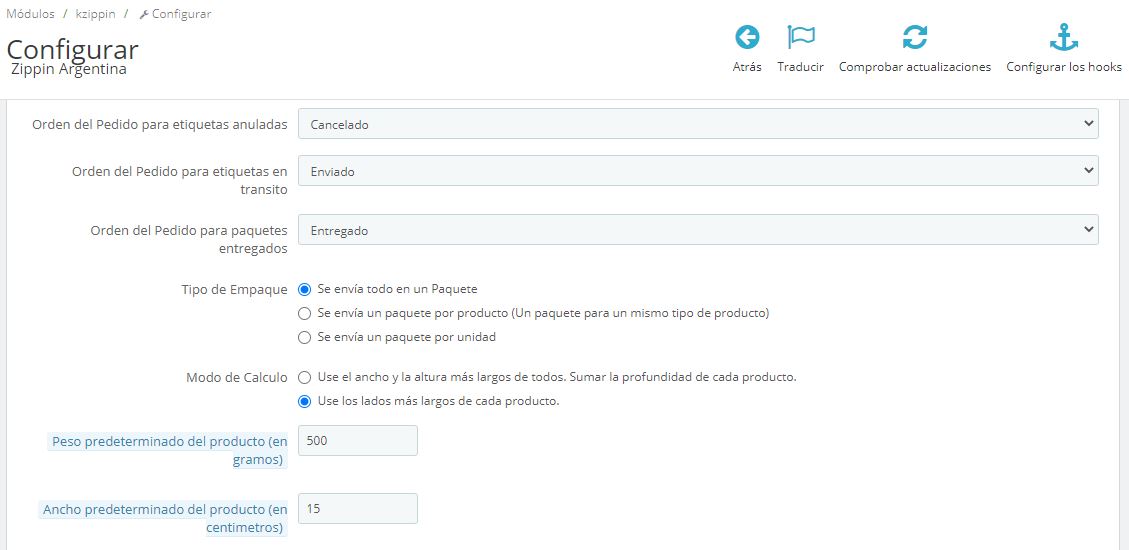 Módulos / kzippin / Configurar
Configurar
Zippin Argentina
Atrás
Traducir
Comprobar actualizaciones
Configurar los hooks
Orden del Pedido para etiquetas anuladas
Cancelado
Orden del Pedido para etiquetas en
transito
Enviado
Orden del Pedido para paquetes
entregados
Entregado
Tipo de Empaque
Se envía todo en un Paquete
Se envía un paquete por producto (Un paquete para un mismo tipo de producto)
Se envía un paquete por unidad
Modo de Calculo
Use el ancho y la altura más largos de todos. Sumar la profundidad de cada producto.
Use los lados más largos de cada producto.
Peso predeterminado del producto (en
gramos)
500
Ancho predeterminado del producto (en
centimetros)
15